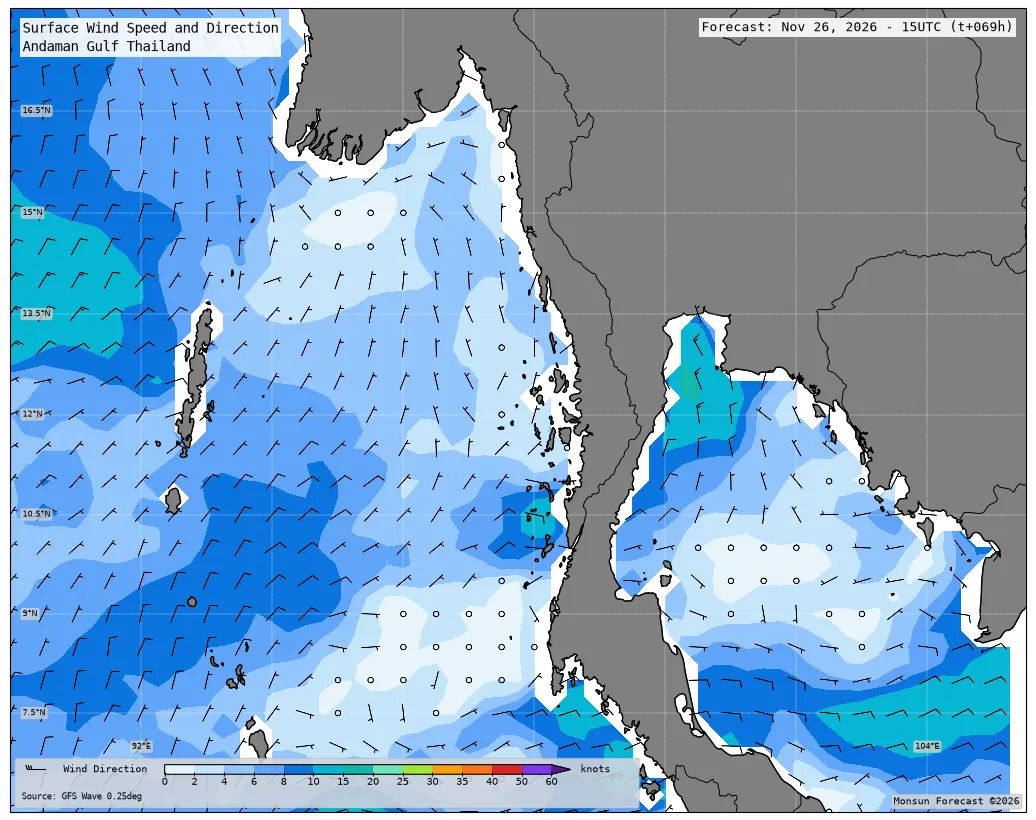 Surface Wind Speed and Direction
Andaman Gulf Thailand
Forecast: Nov 26, 2026 - 15UTC (t+069h)
16.5°N
15°N
13.5°N
12°N
10.5°N
9°N
7.5°N
92°E
104°E
Wind Direction
knots
0 2 4 6 8 10 15 20 25 30 35 40 50 60
Source: GFS Wave 0.25deg
Monsun Forecast ©2026